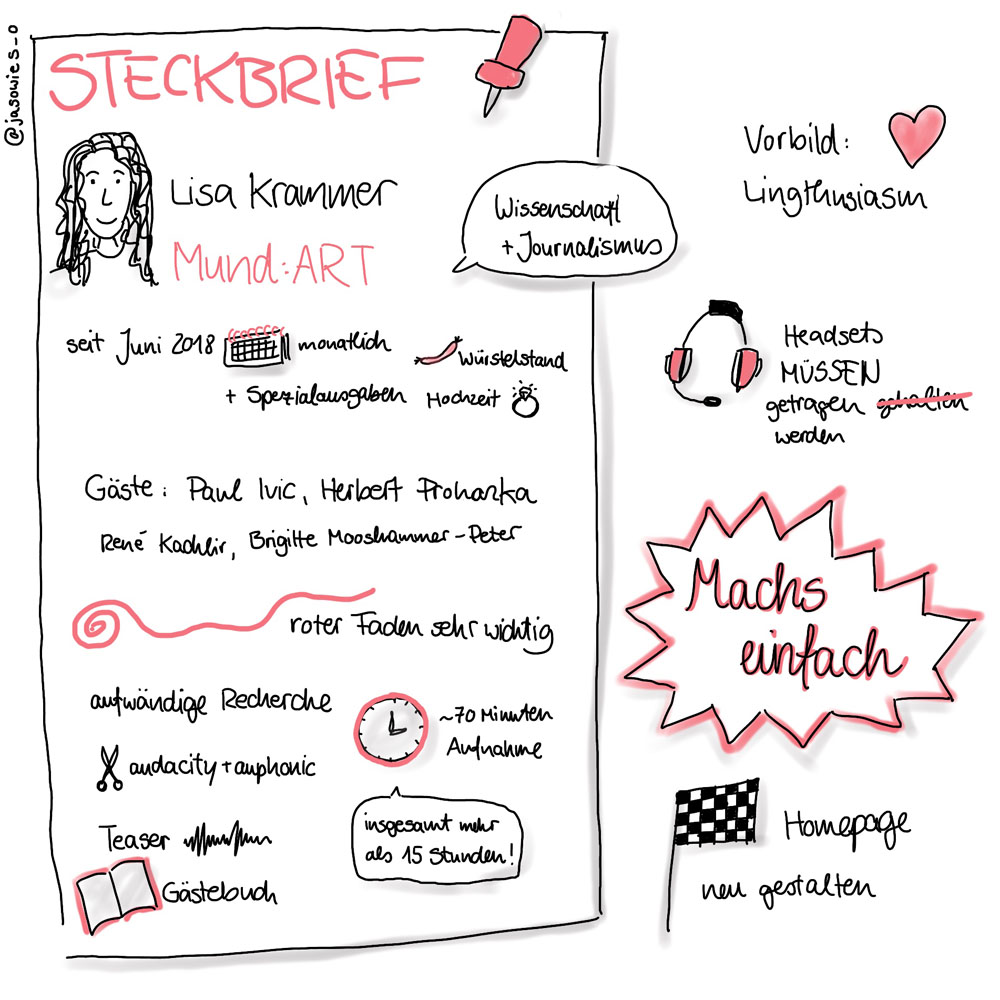 @jasowies_o
STECKBRIEF
Lisa Krammer
Mund:ART
Wissenschaft
+ Journalismus
seit Juni 2018
monatlich
+ Spezialausgaben
Würstelstand
Hochzeit
Gäste: Paul Ivic, Herbert Prohaska
René Kachlir, Brigitte Mooshammer-Peter
roter Faden sehr wichtig
aufwändige Recherche
audacity + auphonic
Teaser
Gästebuch
~70 Minuten
Aufnahme
insgesamt mehr
als 15 Stunden!
Vorbild:
Lingthusiasm
Headsets
MÜSSEN
getragen gehalten
werden
Machs
einfach
Homepage
neu gestalten